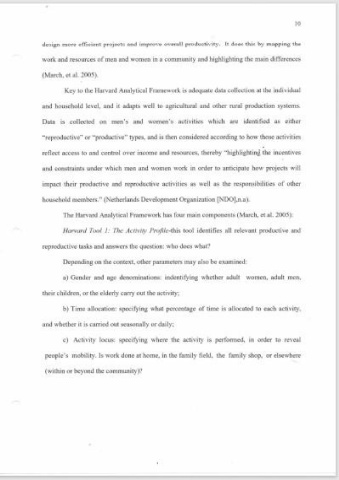 10
design more efficient projects and improve overall productivity. It does this by mapping the
work and resources of men and women in a community and highlighting the main differences
(March, et al. 2005).
Key to the Harvard Analytical Framework is adequate data collection at the individual
and household level, and it adapts well to agricultural and other rural production systems.
Data is collected on men's and women's activities which are identified as either
"reproductive" or "productive" types, and is then considered according to how those activities
reflect access to and control over income and resources, thereby "highlighting the incentives
and constraints under which men and women work in order to anticipate how projects will
impact their productive and reproductive activities as well as the responsibilities of other
household members." (Netherlands Development Organization [NDO],n.a).
The Harvard Analytical Framework has four main components (March, et al. 2005):
Harvard Tool 1: The Activity Profile-this tool identifies all relevant productive and
reproductive tasks and answers the question: who does what?
Depending on the context, other parameters may also be examined:
a) Gender and age denominations: indentifying whether adult women, adult men,
their children, or the elderly carry out the activity;
b) Time allocation: specifying what percentage of time is allocated to each activity,
and whether it is carried out seasonally or daily;
c) Activity locus: specifying where the activity is performed, in order to reveal
people's mobility. Is work done at home, in the family field, the family shop, or elsewhere
(within or beyond the community)?